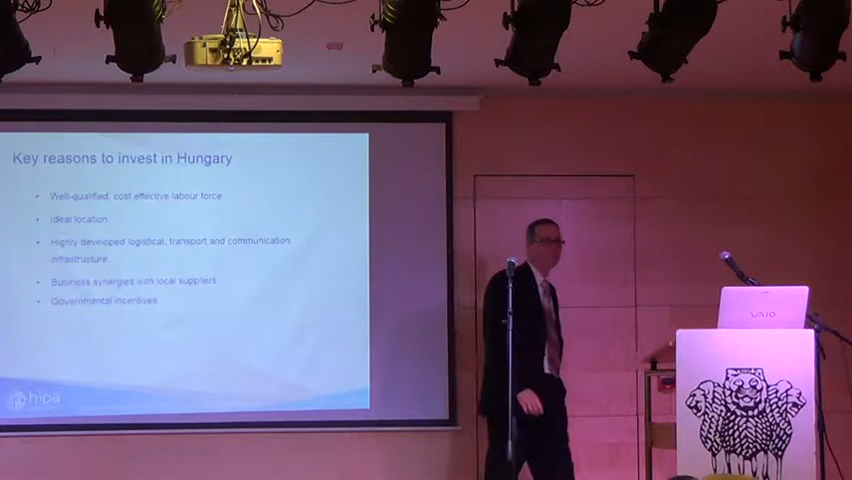 Key reasons to invest in Hungary
• Well-qualified, cost effective labour force
• Ideal location
• Highly developed logistical, transport and communication
infrastructure
• Business synergies with local suppliers
• Governmental incentives
hipa
VAIO